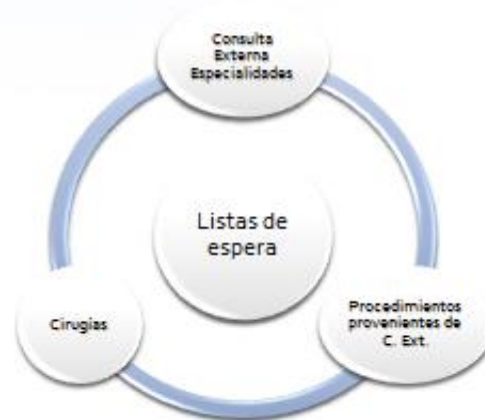 Consulta
Externa
Especialidades
Listas de
espera
Cirugías
Procedimientos
provenientes de
C. Ext.